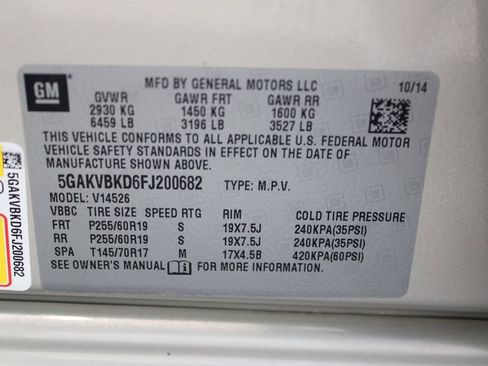 GM
MFD BY GENERAL MOTORS LLC 10/14
GVWR GAWR FRT GAWR RR
2930 KG 1450 KG 1600 KG
6459 LB 3196 LB 3527 LB
THIS VEHICLE CONFORMS TO ALL APPLICABLE U.S. FEDERAL MOTOR
VEHICLE SAFETY STANDARDS IN EFFECT ON THE DATE OF
MANUFACTURE SHOWN ABOVE.
5GAKVBKD6FJ200682 TYPE: M.P.V.
MODEL: V14526
VBBC TIRE SIZE SPEED RTG RIM COLD TIRE PRESSURE
FRT P255/60R19 S 19X7.5J 240KPA(35PSI)
RR P255/60R19 S 19X7.5J 240KPA(35PSI)
SPA T145/70R17 M 17X4.5B 420KPA(60PSI)
SEE OWNER'S MANUAL i FOR MORE INFORMATION.
5GAKVBKD6FJ200682